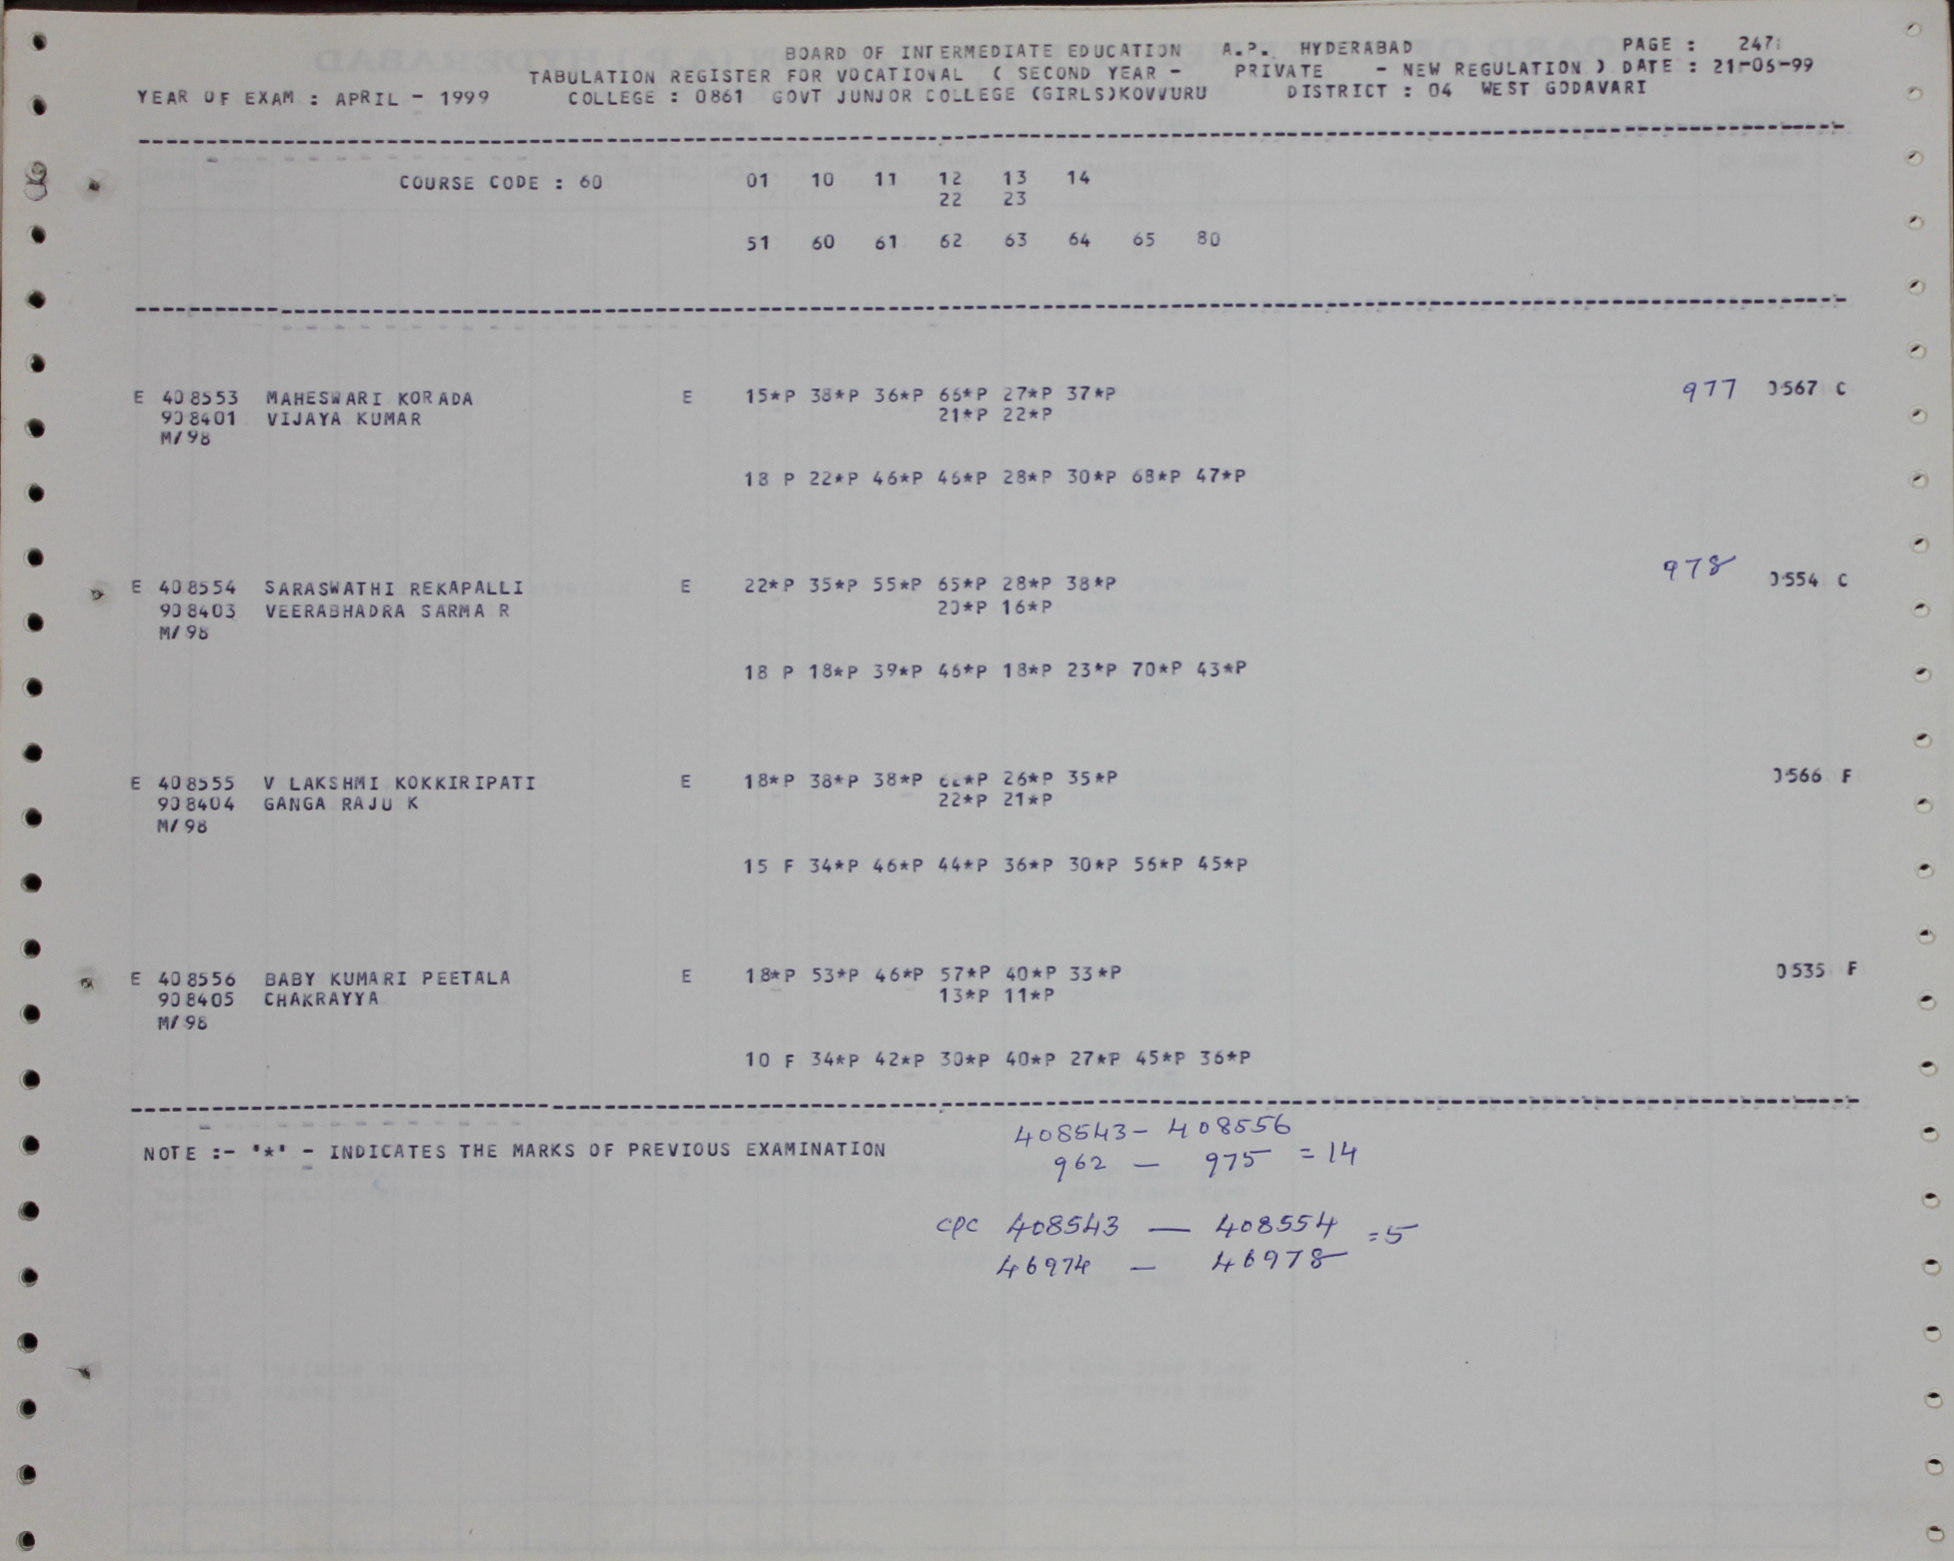 BOARD OF INTERMEDIATE EDUCATION A.P., HYDERABAD PAGE : 247
TABULATION REGISTER FOR VOCATIONAL ( SECOND YEAR - PRIVATE - NEW REGULATION ) DATE : 21-06-99
YEAR OF EXAM : APRIL - 1999 COLLEGE : 0861 GOVT JUNJOR COLLEGE (GIRLS)KOVVURU DISTRICT : 04 WEST GODAVARI
COURSE CODE : 60 01 10 11 12 13 14
22 23
51 60 61 62 63 64 65 80
E 408553 MAHESWARI KORADA E 15*P 38*P 36*P 66*P 27*P 37*P 977 0567 C
908401 VIJAYA KUMAR 21*P 22*P
M/98
18 P 22*P 46*P 46*P 28*P 30*P 68*P 47*P
E 408554 SARASWATHI REKAPALLI E 22*P 35*P 55*P 65*P 28*P 38*P 978 0554 C
908403 VEERABHADRA SARMA R 20*P 16*P
M/98
18 P 18*P 39*P 46*P 18*P 23*P 70*P 43*P
E 408555 V LAKSHMI KOKKIRIPATI E 18*P 38*P 38*P 26*P 35*P 0566 F
908404 GANGA RAJU K 22*P 21*P
M/98
15 F 34*P 46*P 44*P 36*P 30*P 56*P 45*P
E 408556 BABY KUMARI PEETALA E 18*P 53*P 46*P 57*P 40*P 33*P 0535 F
908405 CHAKRAYYA 13*P 11*P
M/98
10 F 34*P 42*P 30*P 40*P 27*P 45*P 36*P
NOTE :- '*' - INDICATES THE MARKS OF PREVIOUS EXAMINATION
408543 - 408556
962 — 975 = 14
CPC 408543 — 408554 = 5
46974 — 46978